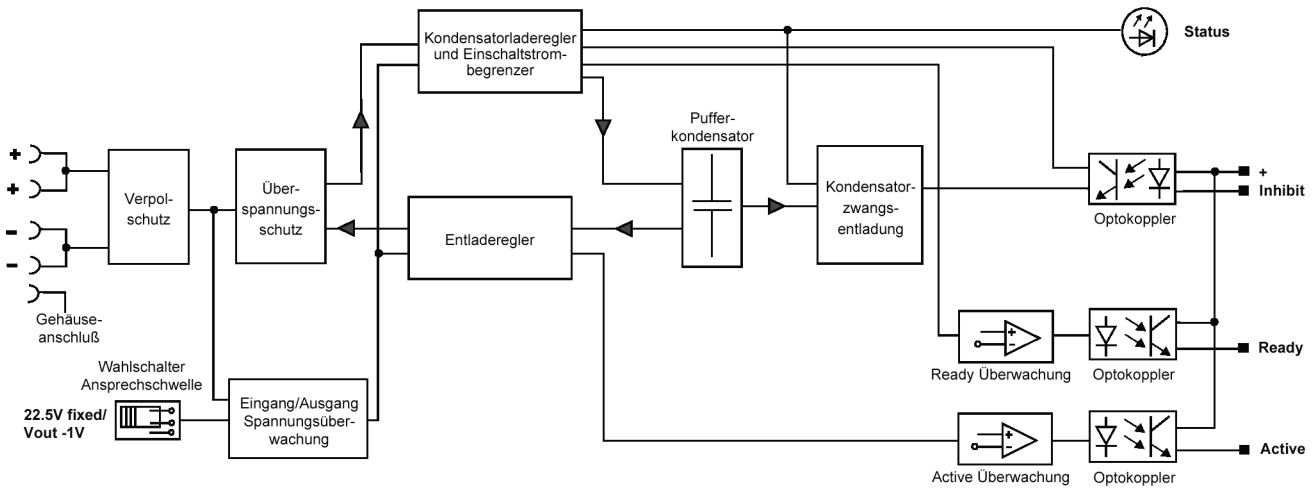 Kondensatorladeregler
und Einschaltstrom-
begrenzer
Status
Puffer-
kondensator
+
+
-
-
Verpol-
schutz
Über-
spannungs-
schutz
Kondensator-
zwangs-
entladung
+
Inhibit
Optokoppler
Entladeregler
Gehäuse-
anschluß
Wahlschalter
Ansprechschwelle
22.5V fixed/
Vout -1V
Eingang/Ausgang
Spannungsüber-
wachung
+
-
Ready Überwachung
Optokoppler
Ready
+
-
Active Überwachung
Optokoppler
Active